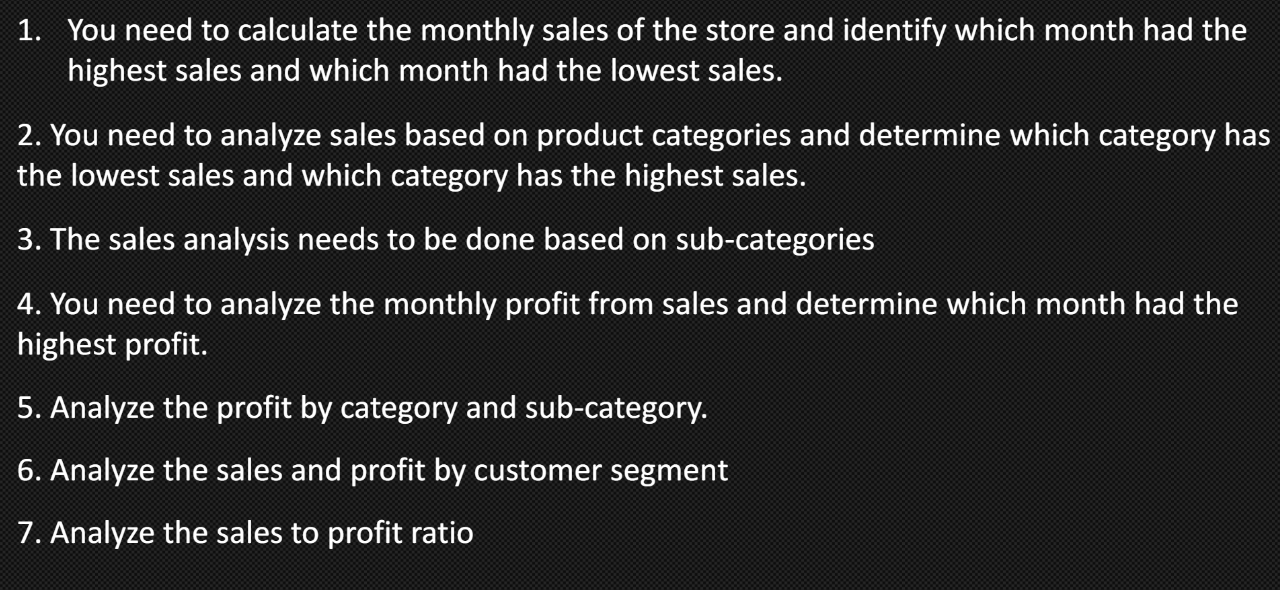 1. You need to calculate the monthly sales of the store and identify which month had the
highest sales and which month had the lowest sales.
2. You need to analyze sales based on product categories and determine which category has
the lowest sales and which category has the highest sales.
3. The sales analysis needs to be done based on sub-categories
4. You need to analyze the monthly profit from sales and determine which month had the
highest profit.
5. Analyze the profit by category and sub-category.
6. Analyze the sales and profit by customer segment
7. Analyze the sales to profit ratio